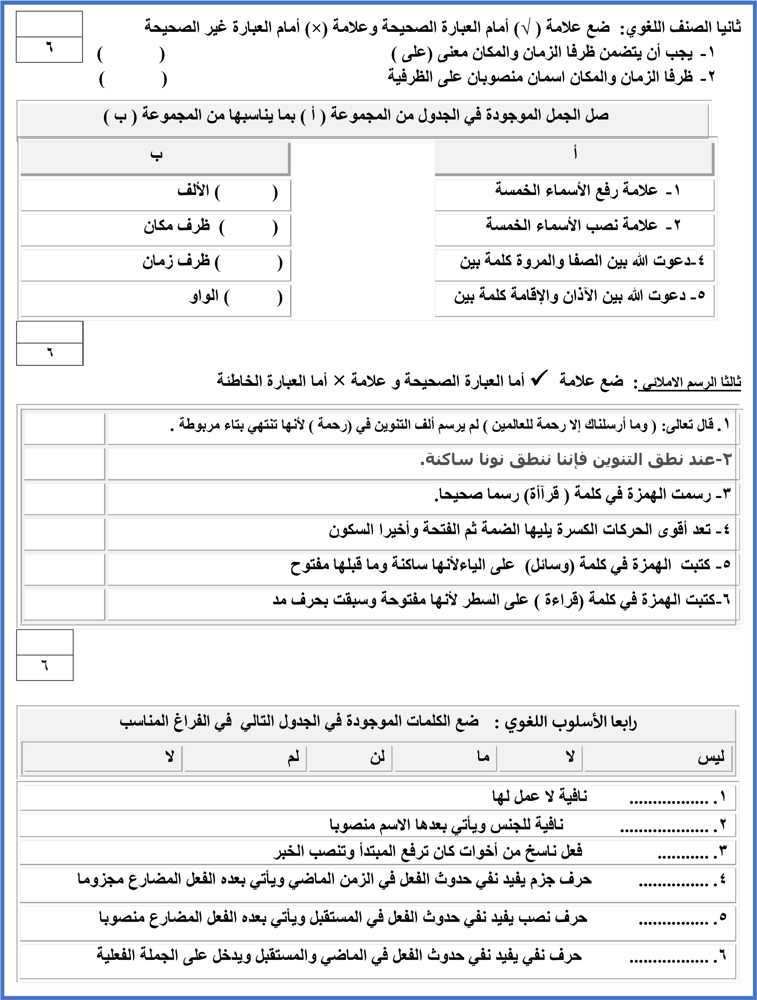 ثانيا الصنف اللغوي: ضع علامة ( √) أمام العبارة الصحيحة وعلامة (×) أمام العبارة غير الصحيحة
٦
١- يجب أن يتضمن ظرفا الزمان والمكان معنى (على ) ( )
٢- ظرفا الزمان والمكان اسمان منصوبان على الظرفية ( )
صل الجمل الموجودة في الجدول من المجموعة ( أ ) بما يناسبها من المجموعة ( ب )
أ ب
١- علامة رفع الأسماء الخمسة ( ) الألف
٢- علامة نصب الأسماء الخمسة ( ) ظرف مكان
٤-دعوت الله بين الصفا والمروة كلمة بين ( ) ظرف زمان
٥- دعوت الله بين الآذان والإقامة كلمة بين ( ) الواو
٦
ثالثا الرسم الاملائي : ضع علامة ✓ أما العبارة الصحيحة و علامة × أما العبارة الخاطئة
١. قال تعالى: ( وما أرسلناك إلا رحمة للعالمين ) لم يرسم ألف التنوين في (رحمة ) لأنها تنتهي بتاء مربوطة .
٢-عند نطق التنوين فإننا ننطق نونا ساكنة.
٣- رسمت الهمزة في كلمة ( قرآأة) رسما صحيحا.
٤- تعد أقوى الحركات الكسرة يليها الضمة ثم الفتحة وأخيرا السكون
٥- كتبت الهمزة في كلمة (وسائل) على الياءلأنها ساكنة وما قبلها مفتوح
٦-كتبت الهمزة في كلمة (قراءة ) على السطر لأنها مفتوحة وسبقت بحرف مد
٦
رابعا الأسلوب اللغوي : ضع الكلمات الموجودة في الجدول التالي في الفراغ المناسب
ليس لا ما لن لم لا
١. ................. نافية لا عمل لها
٢. ................... نافية للجنس ويأتي بعدها الاسم منصوبا
٣. ........... فعل ناسخ من أخوات كان ترفع المبتدأ وتنصب الخبر
٤. ............... حرف جزم يفيد نفي حدوث الفعل في الزمن الماضي ويأتي بعده الفعل المضارع مجزوما
٥. ............... حرف نصب يفيد نفي حدوث الفعل في المستقبل ويأتي بعده الفعل المضارع منصوبا
٦. ................. حرف نفي يفيد نفي حدوث الفعل في الماضي والمستقبل ويدخل على الجملة الفعلية